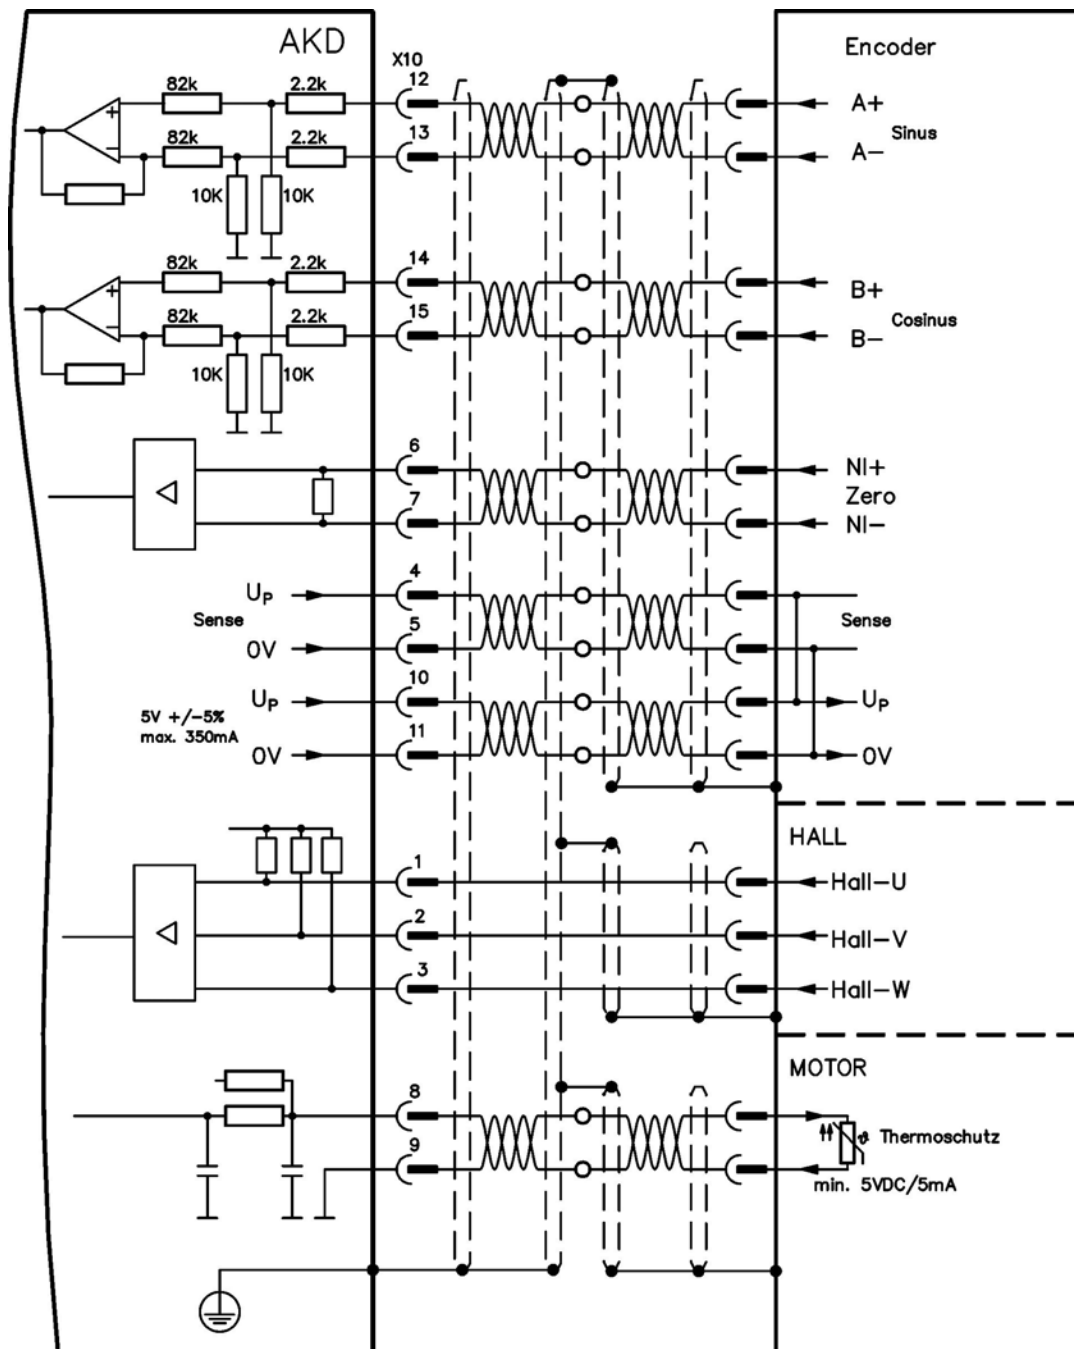 AKD
X10
Encoder
82k
2.2k
12
A+
Sinus
82k
2.2k
13
A-
10K
10K
82k
2.2k
14
B+
Cosinus
82k
2.2k
15
B-
10K
10K
6
NI+
Zero
7
NI-
UP
4
Sense
Sense
0V
5
UP
10
UP
5V +/-5%
max. 350mA
0V
11
0V
HALL
1
Hall-U
2
Hall-V
3
Hall-W
MOTOR
8
ϑ Thermoschutz
9
min. 5VDC/5mA